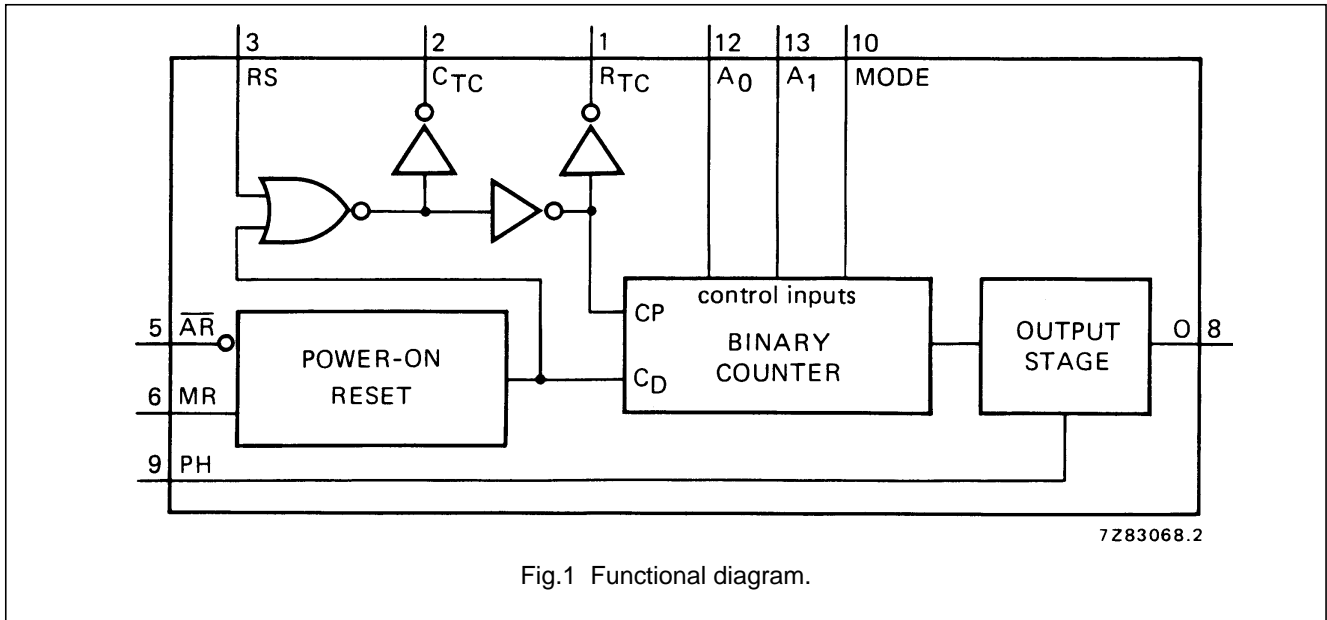 3 2 1 12 13 10
RS CTC RTC A0 A1 MODE
control inputs
CP
BINARY
COUNTER
CD
OUTPUT
STAGE
O 8
5 AR
POWER-ON
RESET
6 MR
9 PH
7Z83068.2
Fig.1 Functional diagram.